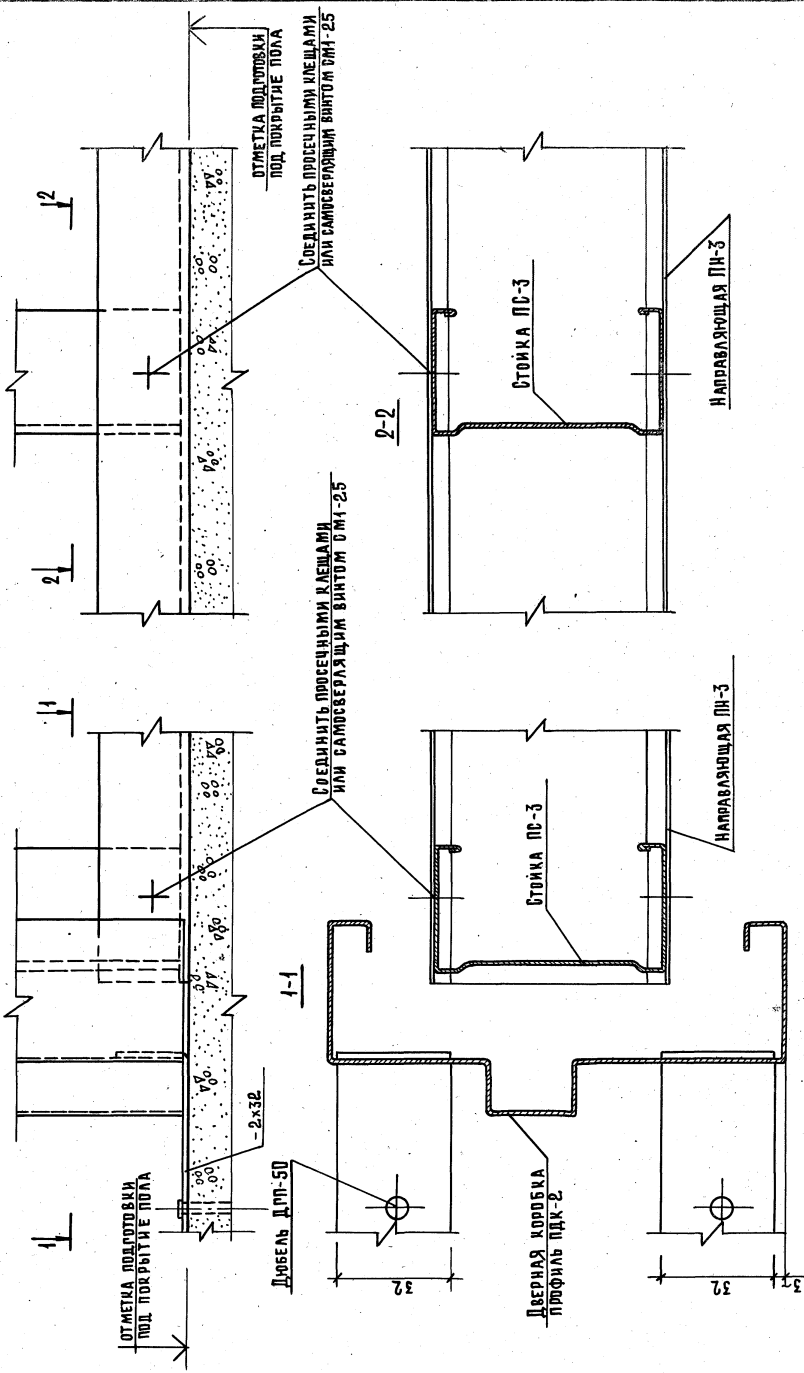 1
1
2
2
ОТМЕТКА ПОДГОТОВКИ
ПОД ПОКРЫТИЕ ПОЛА
-2×32
ДЮБЕЛЬ ДГП-50
СОЕДИНИТЬ ПРОСЕЧНЫМИ КЛЕЩАМИ
ИЛИ САМОСВЕРЛЯЩИМ ВИНТОМ СМ1-25
СОЕДИНИТЬ ПРОСЕЧНЫМИ КЛЕЩАМИ
ИЛИ САМОСВЕРЛЯЩИМ ВИНТОМ СМ1-25
ОТМЕТКА ПОДГОТОВКИ
ПОД ПОКРЫТИЕ ПОЛА
1-1
2-2
32
32
3
ДВЕРНАЯ КОРОБКА
ПРОФИЛЬ ПДК-2
СТОЙКА ПС-3
НАПРАВЛЯЮЩАЯ ПН-3
СТОЙКА ПС-3
НАПРАВЛЯЮЩАЯ ПН-3